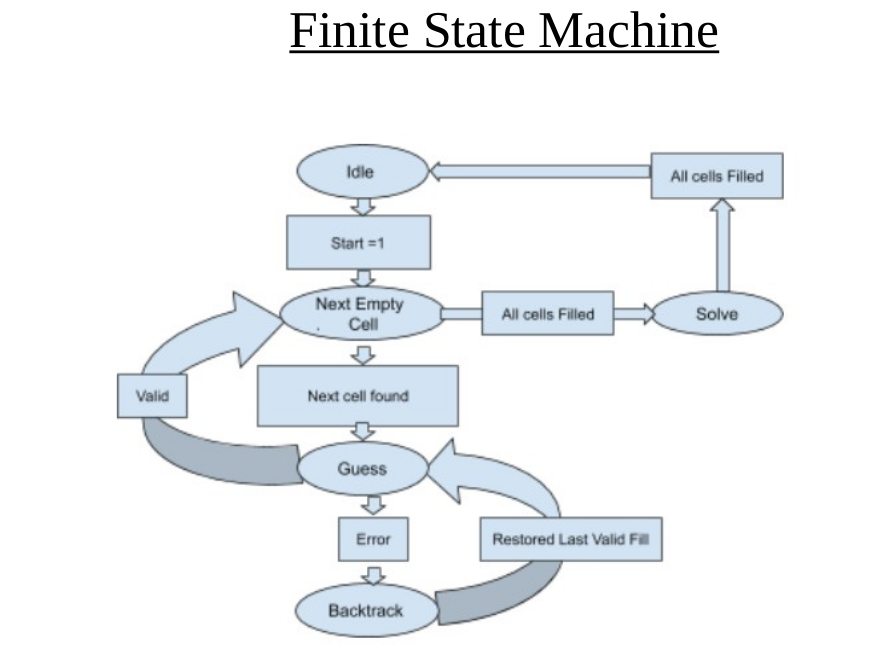 Finite State Machine
Idle
All cells Filled
Start =1
Next Empty
Cell
All cells Filled
Solve
Valid
Next cell found
Guess
Error
Restored Last Valid Fill
Backtrack